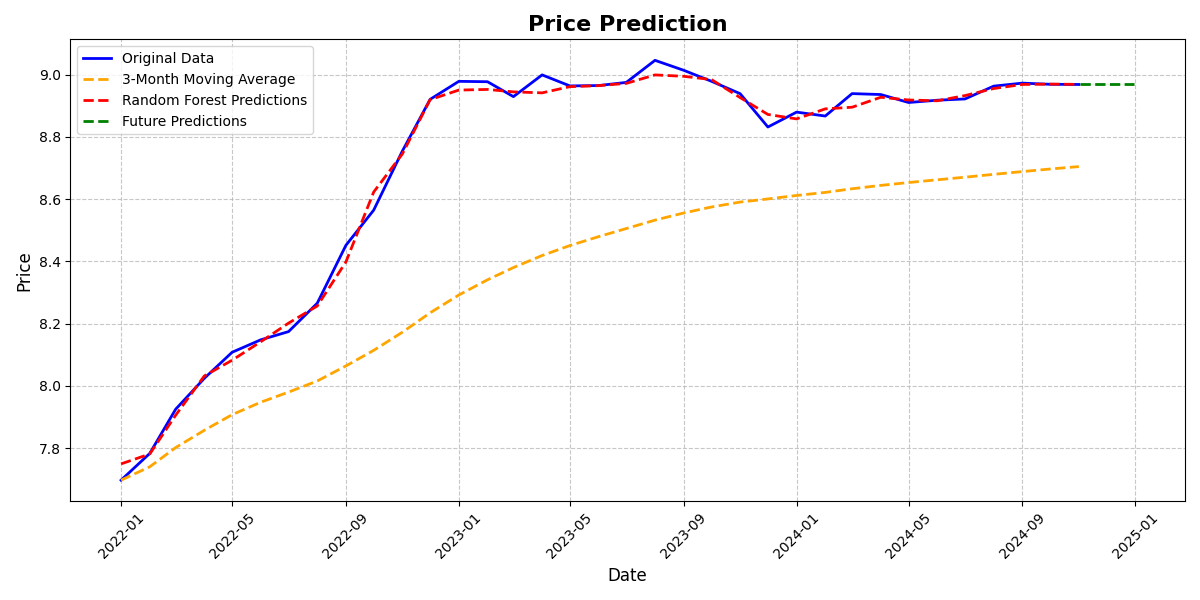 Price Prediction
Original Data
3-Month Moving Average
Random Forest Predictions
Future Predictions
Price
9.0
8.8
8.6
8.4
8.2
8.0
7.8
2022-01
2022-05
2022-09
2023-01
2023-05
2023-09
2024-01
2024-05
2024-09
2025-01
Date